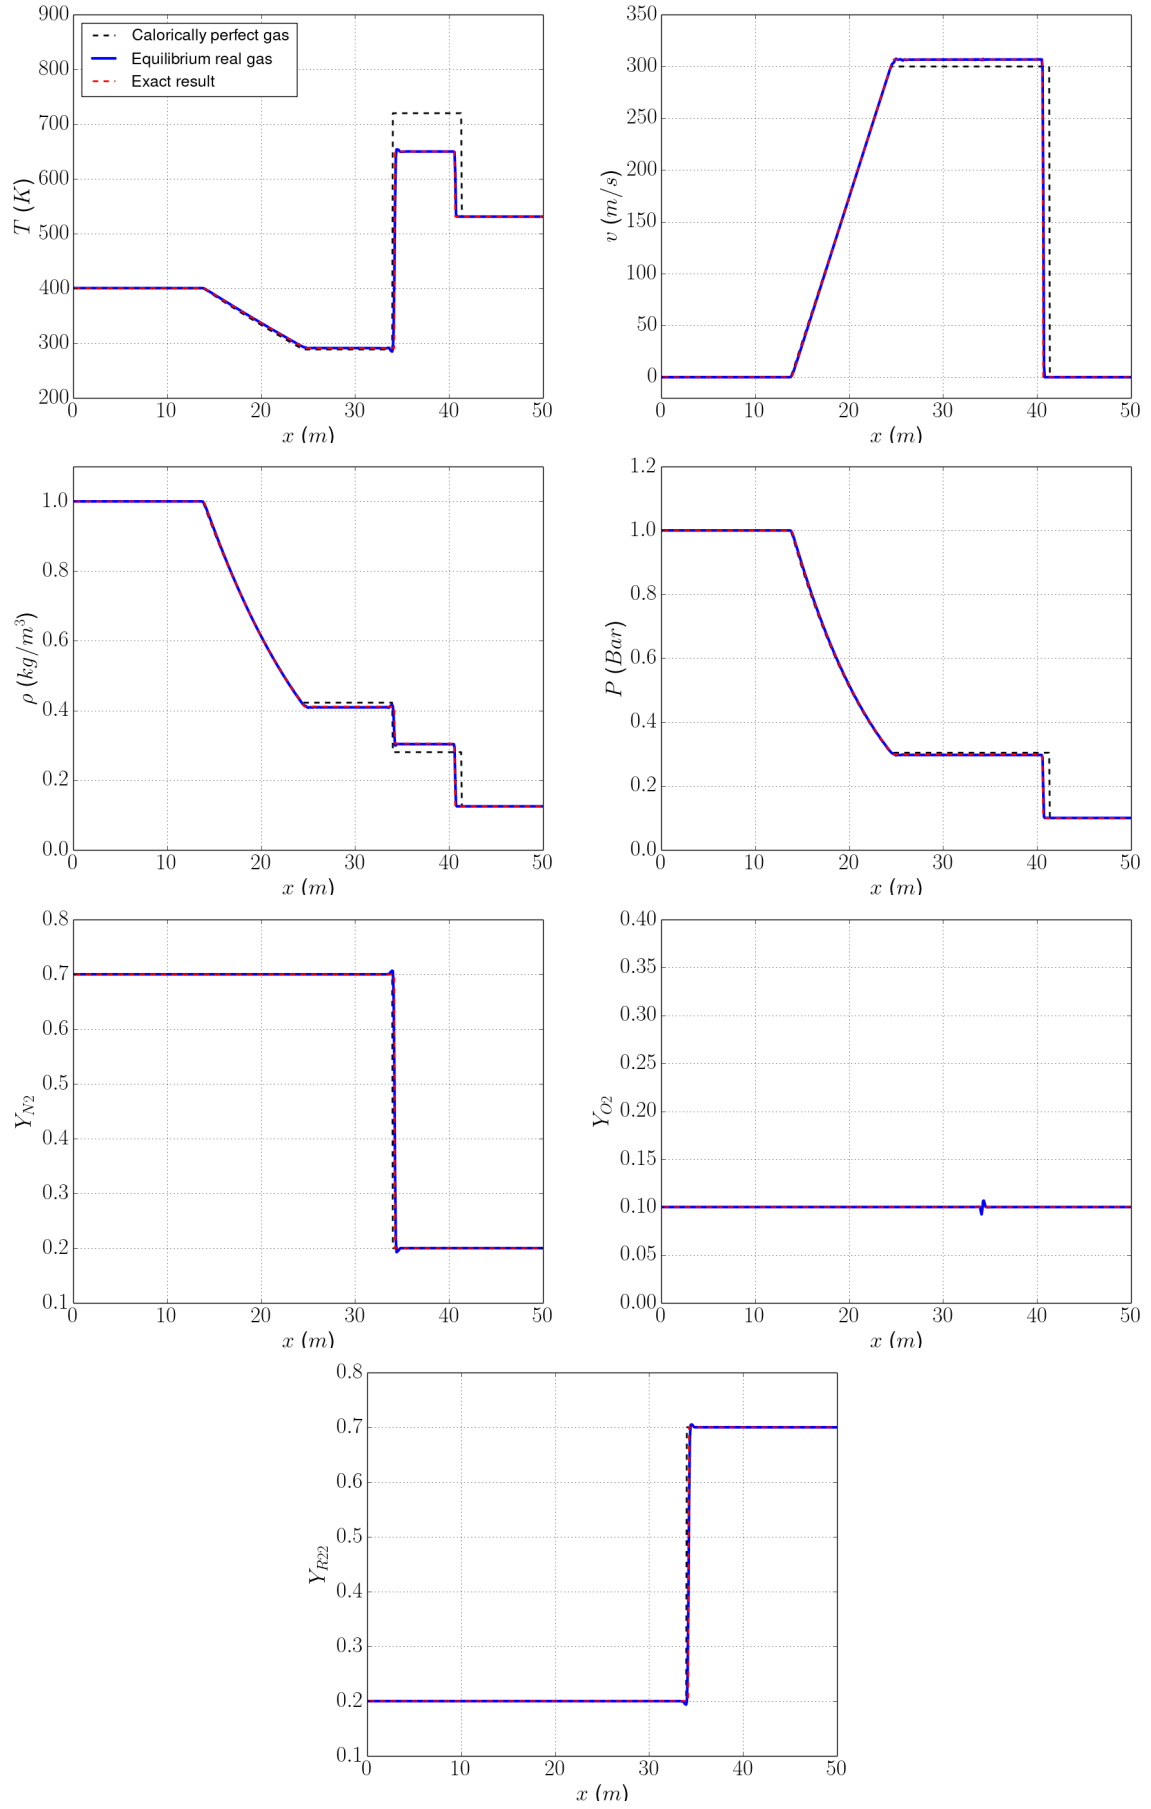 900
800
700
600
500
400
300
200
T (K)
Calorically perfect gas
Equilibrium real gas
Exact result
0 10 20 30 40 50
x (m)
350
300
250
200
150
100
50
0
v (m/s)
0 10 20 30 40 50
x (m)
1.0
0.8
0.6
0.4
0.2
0.0
ρ (kg/m³)
0 10 20 30 40 50
x (m)
1.2
1.0
0.8
0.6
0.4
0.2
0.0
P (Bar)
0 10 20 30 40 50
x (m)
0.8
0.7
0.6
0.5
0.4
0.3
0.2
0.1
Y_{N2}
0 10 20 30 40 50
x (m)
0.40
0.35
0.30
0.25
0.20
0.15
0.10
0.05
0.00
Y_{O2}
0 10 20 30 40 50
x (m)
0.8
0.7
0.6
0.5
0.4
0.3
0.2
0.1
Y_{R22}
0 10 20 30 40 50
x (m)